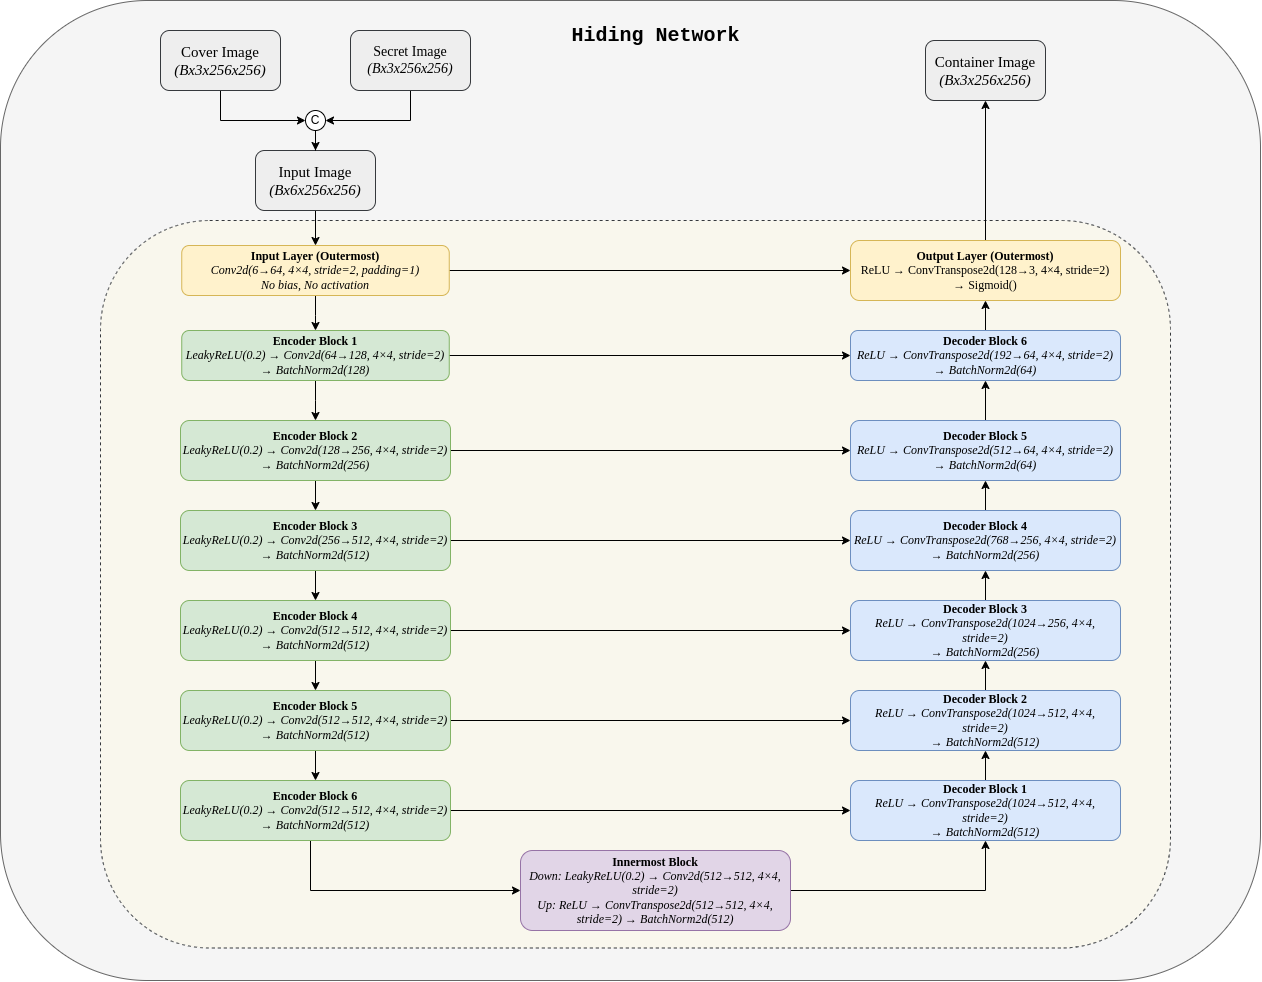 Hiding Network
Cover Image
(Bx3x256x256)
Secret Image
(Bx3x256x256)
Container Image
(Bx3x256x256)
C
Input Image
(Bx6x256x256)
Input Layer (Outermost)
Conv2d(6→64, 4×4, stride=2, padding=1)
No bias, No activation
Output Layer (Outermost)
ReLU → ConvTranspose2d(128→3, 4×4, stride=2)
→ Sigmoid()
Encoder Block 1
LeakyReLU(0.2) → Conv2d(64→128, 4×4, stride=2)
→ BatchNorm2d(128)
Decoder Block 6
ReLU → ConvTranspose2d(192→64, 4×4, stride=2)
→ BatchNorm2d(64)
Encoder Block 2
LeakyReLU(0.2) → Conv2d(128→256, 4×4, stride=2)
→ BatchNorm2d(256)
Decoder Block 5
ReLU → ConvTranspose2d(512→64, 4×4, stride=2)
→ BatchNorm2d(64)
Encoder Block 3
LeakyReLU(0.2) → Conv2d(256→512, 4×4, stride=2)
→ BatchNorm2d(512)
Decoder Block 4
ReLU → ConvTranspose2d(768→256, 4×4, stride=2)
→ BatchNorm2d(256)
Encoder Block 4
LeakyReLU(0.2) → Conv2d(512→512, 4×4, stride=2)
→ BatchNorm2d(512)
Decoder Block 3
ReLU → ConvTranspose2d(1024→256, 4×4,
stride=2)
→ BatchNorm2d(256)
Encoder Block 5
LeakyReLU(0.2) → Conv2d(512→512, 4×4, stride=2)
→ BatchNorm2d(512)
Decoder Block 2
ReLU → ConvTranspose2d(1024→512, 4×4,
stride=2)
→ BatchNorm2d(512)
Encoder Block 6
LeakyReLU(0.2) → Conv2d(512→512, 4×4, stride=2)
→ BatchNorm2d(512)
Decoder Block 1
ReLU → ConvTranspose2d(1024→512, 4×4,
stride=2)
→ BatchNorm2d(512)
Innermost Block
Down: LeakyReLU(0.2) → Conv2d(512→512, 4×4,
stride=2)
Up: ReLU → ConvTranspose2d(512→512, 4×4,
stride=2) → BatchNorm2d(512)